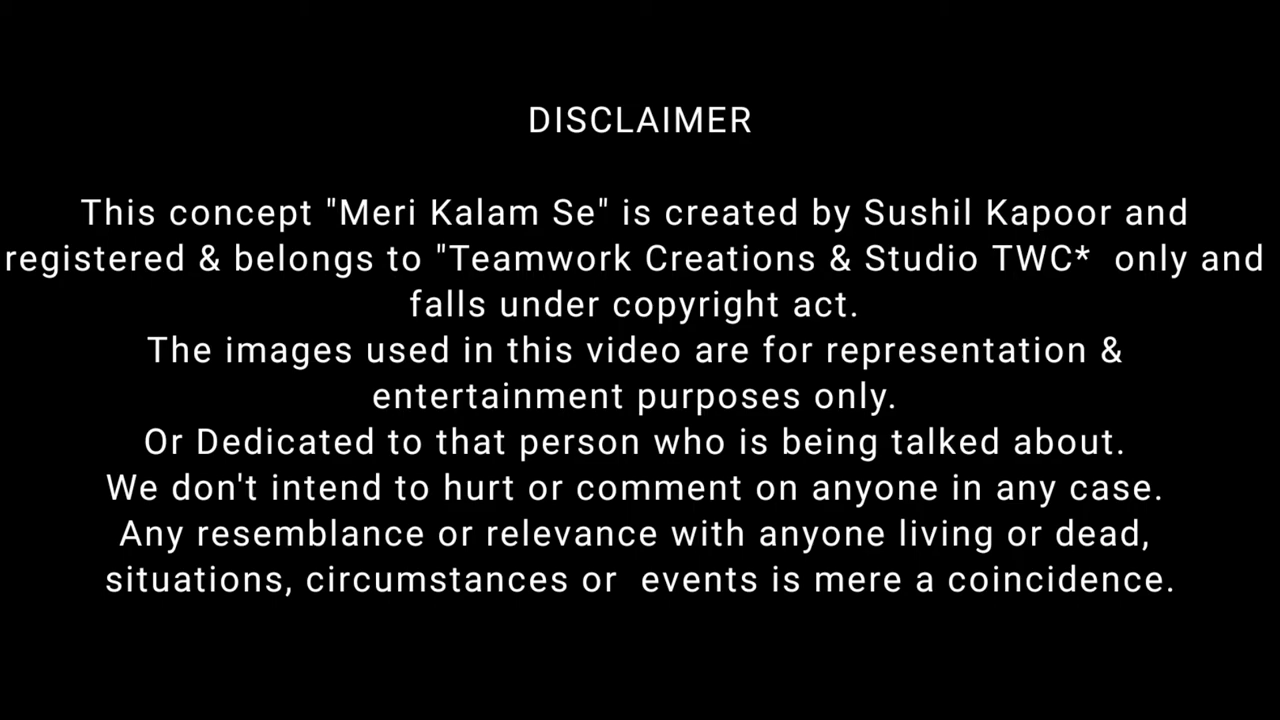 DISCLAIMER
This concept "Meri Kalam Se" is created by Sushil Kapoor and
registered & belongs to "Teamwork Creations & Studio TWC*  only and
falls under copyright act.
The images used in this video are for representation &
entertainment purposes only.
Or Dedicated to that person who is being talked about.
We don't intend to hurt or comment on anyone in any case.
Any resemblance or relevance with anyone living or dead,
situations, circumstances or  events is mere a coincidence.